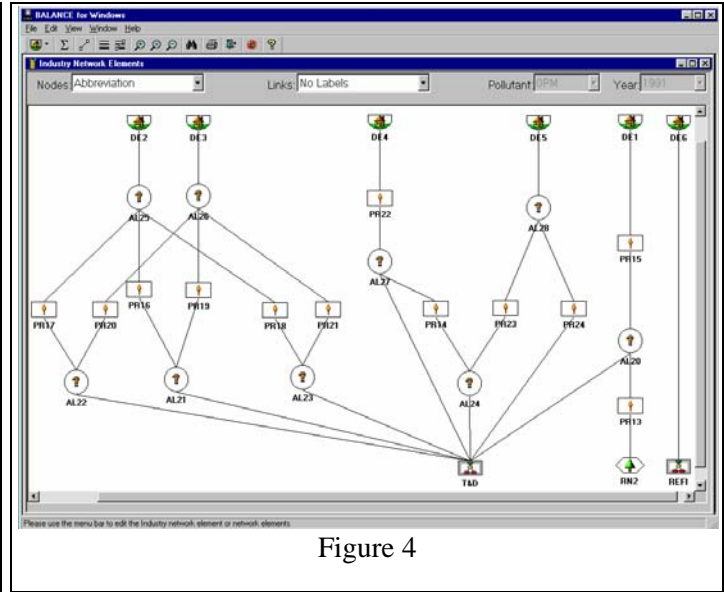 BALANCE for Windows
File Edit View Window Help
Industry Network Elements
Nodes: Abbreviation Links: No Labels Pollutant: OPM Year: 1991
DE2 DE3 DE4 DE5 DE1 DE6
AL25 AL26 PR22 AL28
PR15
AL27
PR16 PR19
PR17 PR20 PR18 PR21 PR14 PR23 PR24
AL20
AL22 AL21 AL23 AL24
PR13
T&D RN2 REFI
Please use the menu bar to edit the Industry network element or network elements
Figure 4